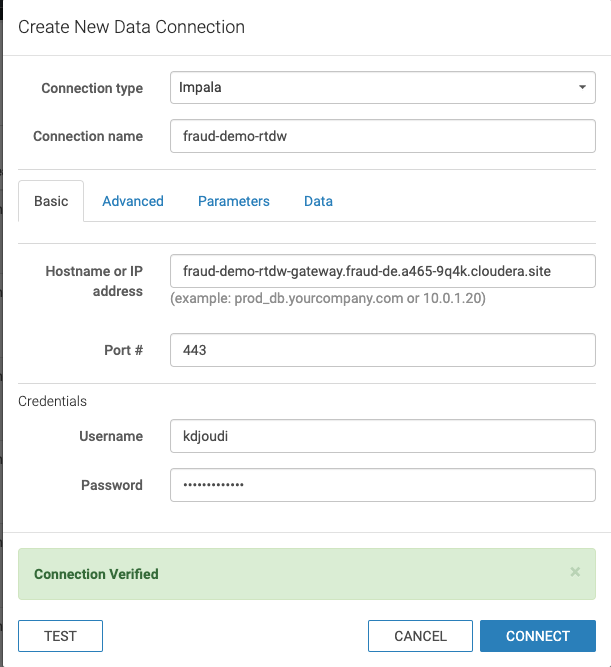 Create New Data Connection
Connection type
Impala
Connection name
fraud-demo-rtdw
Basic Advanced Parameters Data
Hostname or IP
address
fraud-demo-rtdw-gateway.fraud-de.a465-9q4k.cloudera.site
(example: prod_db.yourcompany.com or 10.0.1.20)
Port #
443
Credentials
Username
kdjoudi
Password
•••••••••••••
Connection Verified
×
TEST CANCEL CONNECT